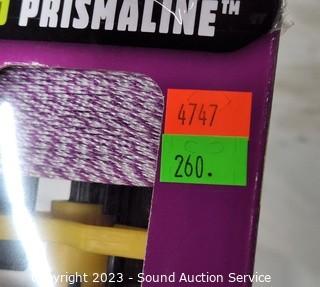 PRISMALINE™
4747
260.
Copyright 2023 - Sound Auction Service